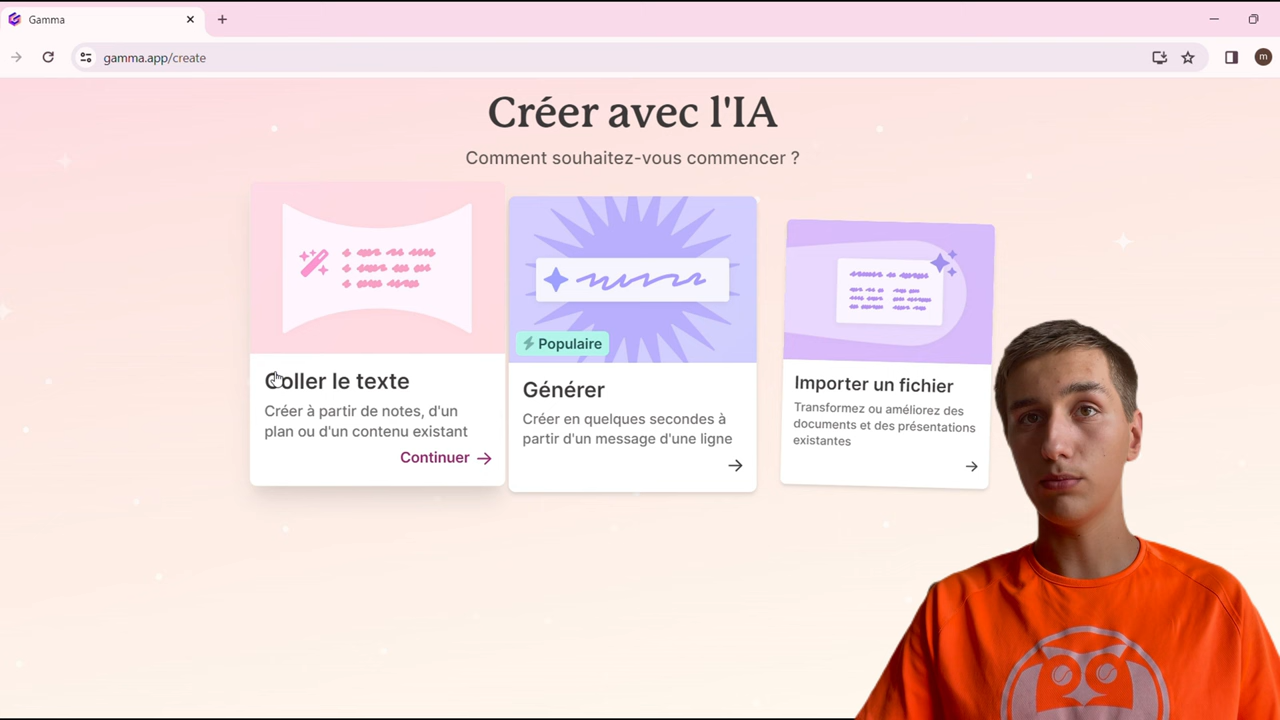 Gamma
gamma.app/create
m
Créer avec l'IA
Comment souhaitez-vous commencer ?
Coller le texte
Créer à partir de notes, d'un
plan ou d'un contenu existant
Continuer →
Populaire
Générer
Créer en quelques secondes à
partir d'un message d'une ligne
→
Importer un fichier
Transformez ou améliorez des
documents et des présentations
existantes
→